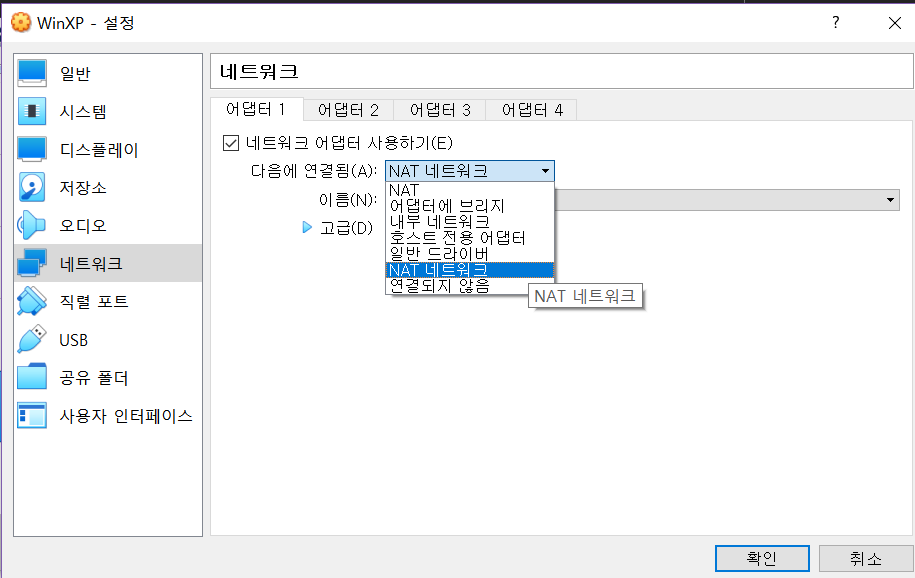 WinXP - 설정
?
일반
시스템
디스플레이
저장소
오디오
네트워크
직렬 포트
USB
공유 폴더
사용자 인터페이스
네트워크
어댑터 1
어댑터 2
어댑터 3
어댑터 4
네트워크 어댑터 사용하기(E)
다음에 연결됨(A): NAT 네트워크
이름(N):
고급(D)
NAT
어댑터에 브리지
내부 네트워크
호스트 전용 어댑터
일반 드라이버
NAT 네트워크
연결되지 않음
NAT 네트워크
확인
취소